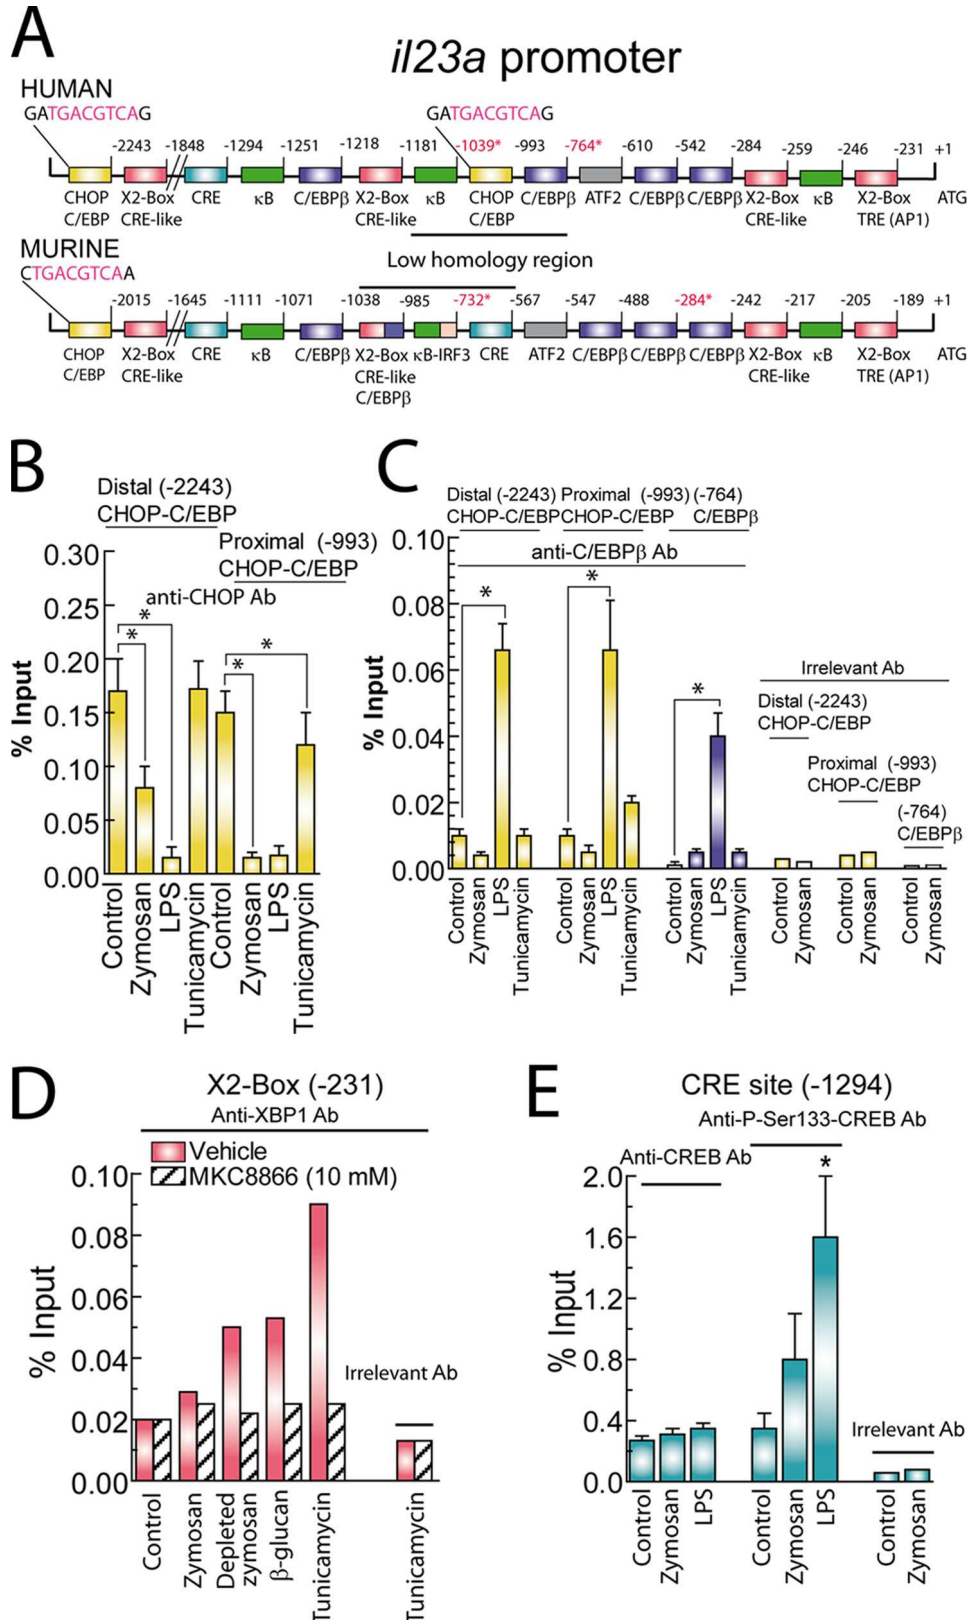 A
il23a promoter
HUMAN
GATGACGTCAG
GATGACGTCAG
-2243 -1848 -1294 -1251 -1218 -1181 -1039* -993 -764* -610 -542 -284 -259 -246 -231 +1
CHOP X2-Box CRE κB C/EBPβ X2-Box κB CHOP C/EBPβ ATF2 C/EBPβ C/EBPβ X2-Box κB X2-Box ATG
C/EBP CRE-like CRE-like C/EBP CRE-like TRE (AP1)
Low homology region
MURINE
CTGACGTCAA
-2015 -1645 -1111 -1071 -1038 -985 -732* -567 -547 -488 -284* -242 -217 -205 -189 +1
CHOP X2-Box CRE κB C/EBPβ X2-Box κB-IRF3 CRE ATF2 C/EBPβ C/EBPβ C/EBPβ X2-Box κB X2-Box ATG
C/EBP CRE-like CRE-like CRE-like TRE (AP1)
C/EBPβ
B
Distal (-2243)
CHOP-C/EBP
Proximal (-993)
CHOP-C/EBP
anti-CHOP Ab
% Input
0.30
0.25
0.20
0.15
0.10
0.05
0.00
* * * *
Control Zymosan LPS Tunicamycin Control Zymosan LPS Tunicamycin
C
Distal (-2243) Proximal (-993) (-764)
CHOP-C/EBP CHOP-C/EBP C/EBPβ
anti-C/EBPβ Ab
% Input
0.10
0.08
0.06
0.04
0.02
0.00
* * *
Irrelevant Ab
Distal (-2243)
CHOP-C/EBP
Proximal (-993)
CHOP-C/EBP
(-764)
C/EBPβ
Control Zymosan LPS Tunicamycin Control Zymosan LPS Tunicamycin Control Zymosan LPS Tunicamycin Control Zymosan Control Zymosan Control Zymosan
D
X2-Box (-231)
Anti-XBP1 Ab
Vehicle
MKC8866 (10 mM)
% Input
0.10
0.08
0.06
0.04
0.02
0.00
Irrelevant Ab
Control Zymosan Depleted zymosan β-glucan Tunicamycin Tunicamycin
E
CRE site (-1294)
Anti-P-Ser133-CREB Ab
Anti-CREB Ab
*
% Input
2.0
1.6
1.2
0.8
0.4
0.0
Irrelevant Ab
Control Zymosan LPS Control Zymosan LPS Control Zymosan